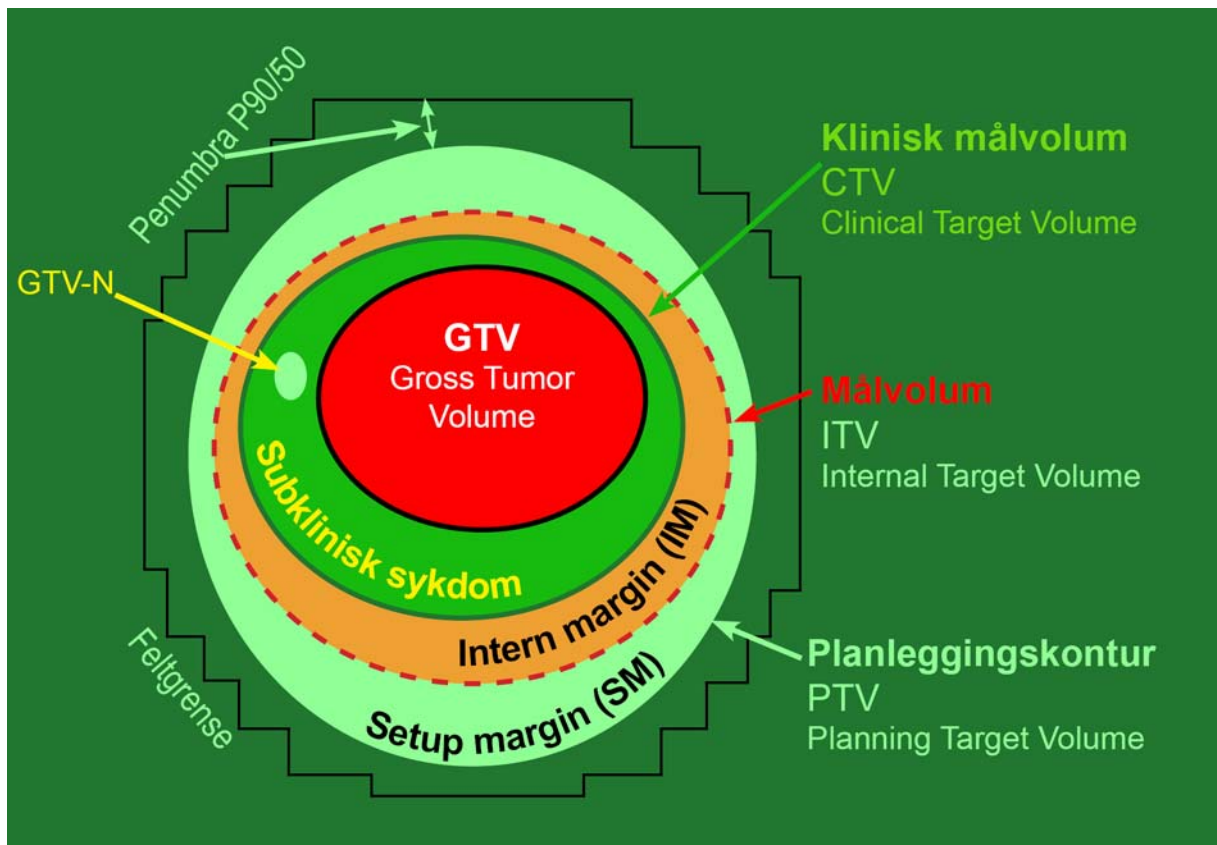 Penumbra P90/50
GTV-N
GTV
Gross Tumor
Volume
Subklinisk sykdom
Intern margin (IM)
Setup margin (SM)
Feltgrense
Klinisk målvolum
CTV
Clinical Target Volume
Målvolum
ITV
Internal Target Volume
Planleggingskontur
PTV
Planning Target Volume